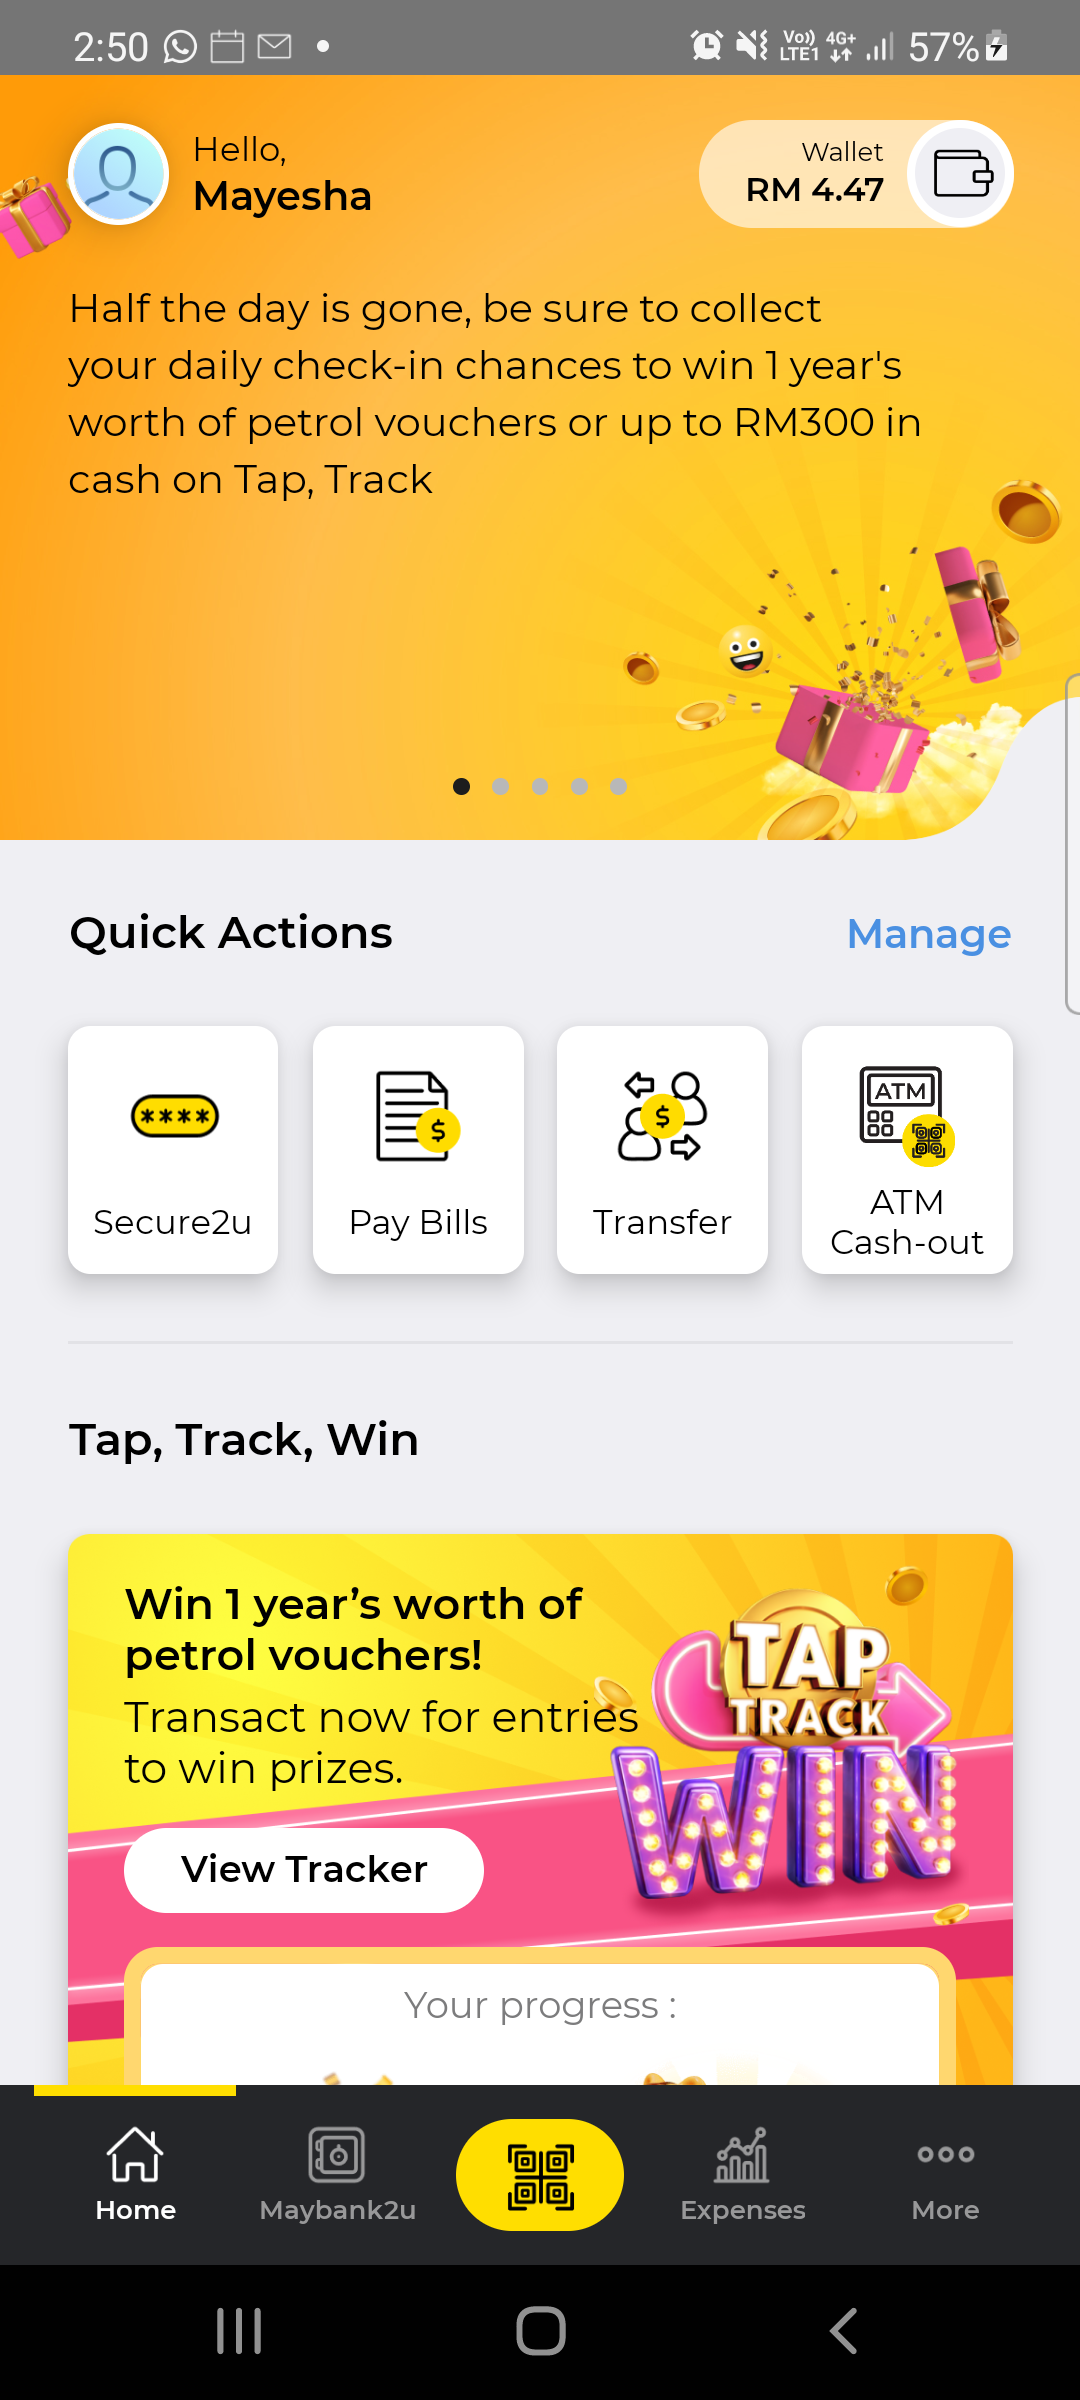 2:50
Vo)) LTE1 4G+ 57%
Hello,
Mayesha
Wallet
RM 4.47
Half the day is gone, be sure to collect
your daily check-in chances to win 1 year's
worth of petrol vouchers or up to RM300 in
cash on Tap, Track
Quick Actions
Manage
****
$
$
ATM
Secure2u
Pay Bills
Transfer
ATM
Cash-out
Tap, Track, Win
Win 1 year’s worth of
petrol vouchers!
Transact now for entries
to win prizes.
TAP
TRACK
WIN
View Tracker
Your progress :
Home
Maybank2u
Expenses
More